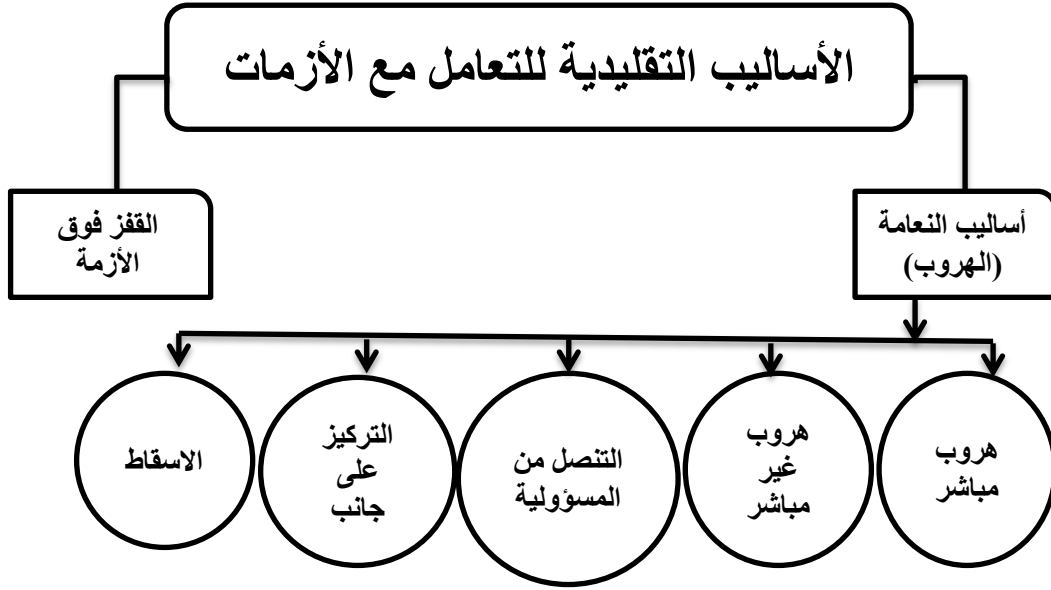 الأساليب التقليدية للتعامل مع الأزمات
أساليب النعامة
(الهروب)
القفز فوق
الأزمة
هروب
مباشر
هروب
غير
مباشر
التنصل من
المسؤولية
التركيز
على
جانب
الاسقاط